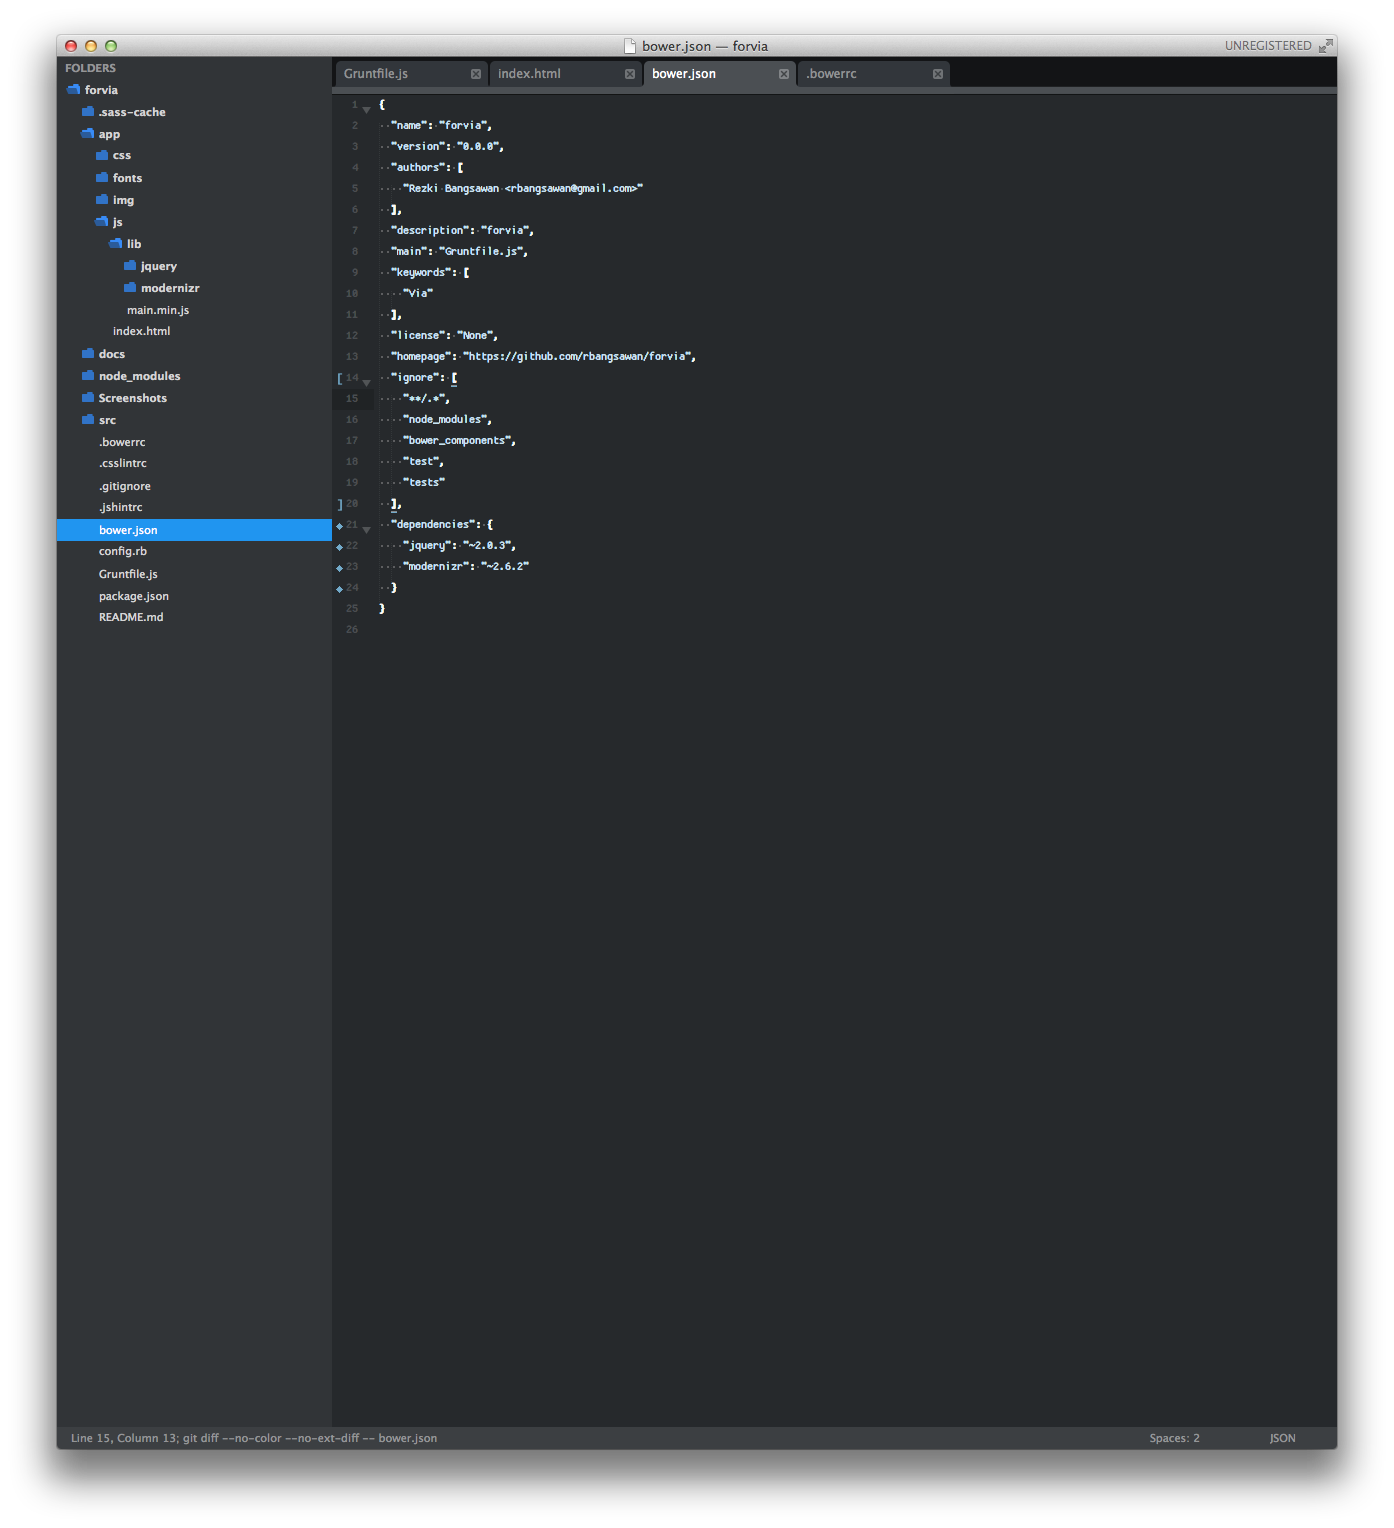 bower.json — forvia
UNREGISTERED
FOLDERS
forvia
.sass-cache
app
css
fonts
img
js
lib
jquery
modernizr
main.min.js
index.html
docs
node_modules
Screenshots
src
.bowerrc
.csslintrc
.gitignore
.jshintrc
bower.json
config.rb
Gruntfile.js
package.json
README.md
Gruntfile.js index.html bower.json .bowerrc
1 {
2 "name": "forvia",
3 "version": "0.0.0",
4 "authors": [
5 "Rezki Bangsawan <rbangsawan@gmail.com>"
6 ],
7 "description": "forvia",
8 "main": "Gruntfile.js",
9 "keywords": [
10 "Via"
11 ],
12 "license": "None",
13 "homepage": "https://github.com/rbangsawan/forvia",
[ 14 "ignore": [
15 "**/.*",
16 "node_modules",
17 "bower_components",
18 "test",
19 "tests"
] 20 ],
21 "dependencies": {
22 "jquery": "~2.0.3",
23 "modernizr": "~2.6.2"
24 }
25 }
26
Line 15, Column 13; git diff --no-color --no-ext-diff -- bower.json
Spaces: 2
JSON